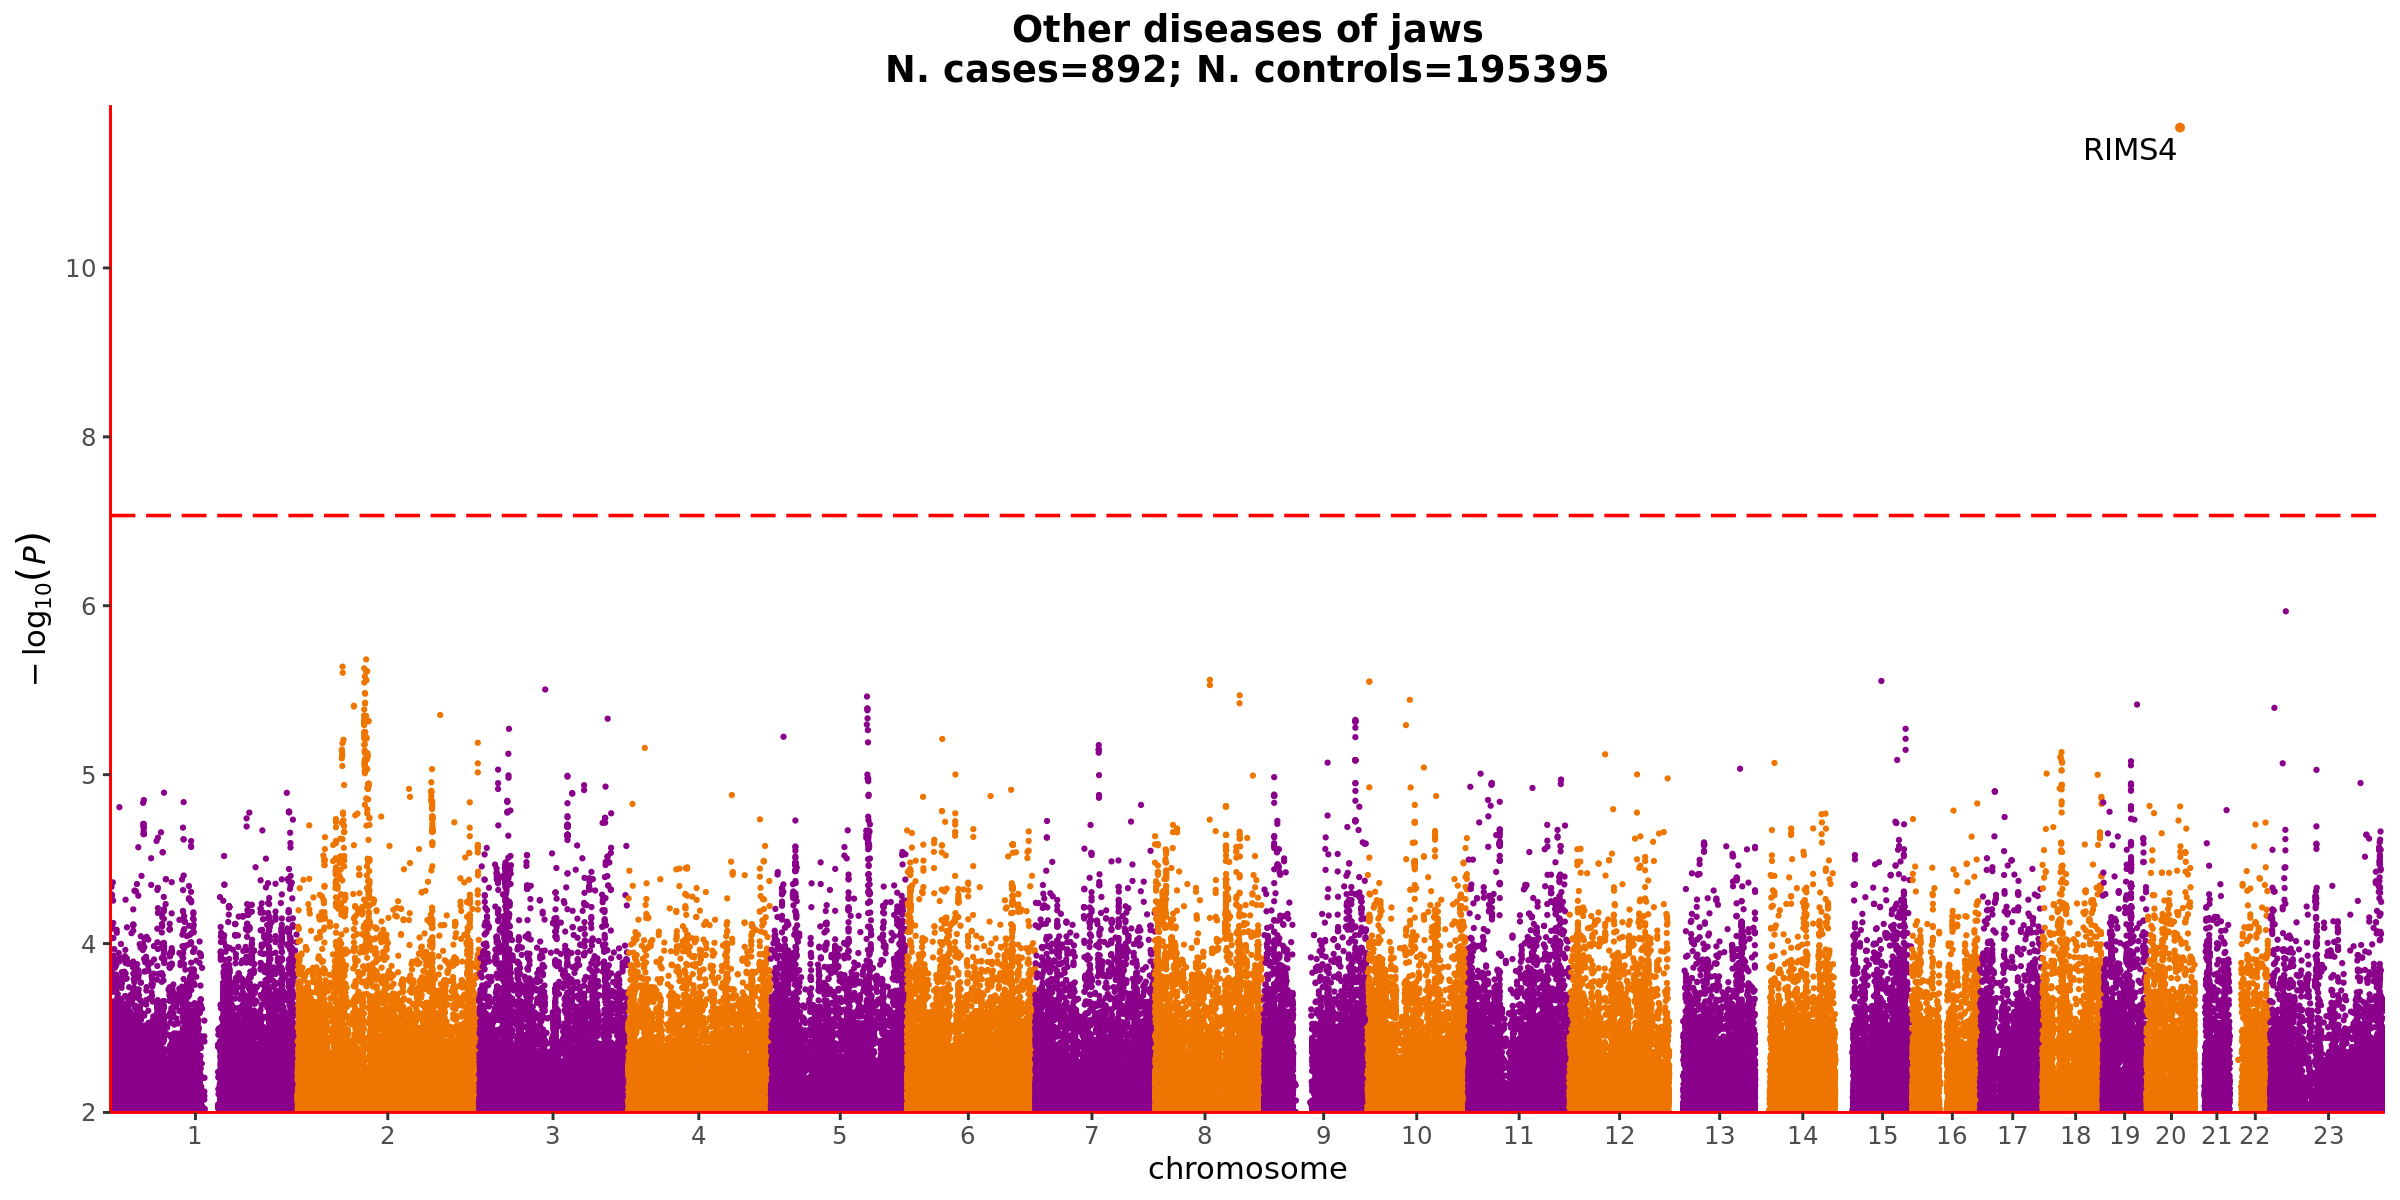 Other diseases of jaws
N. cases=892; N. controls=195395
RIMS4
10
8
6
5
4
3
2
−log10(P)
1 2 3 4 5 6 7 8 9 10 11 12 13 14 15 16 17 18 19 20 21 22 23
chromosome